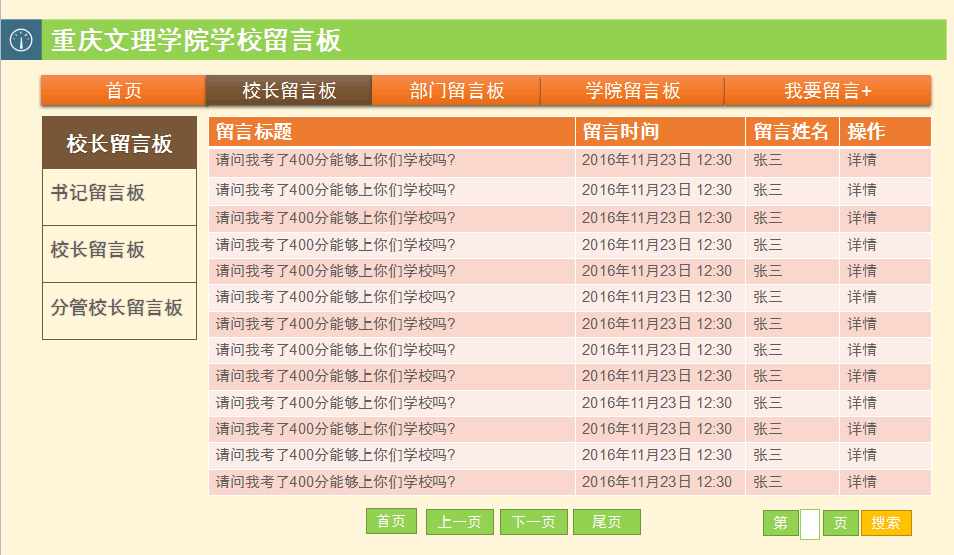 重庆文理学院学校留言板
首页 校长留言板 部门留言板 学院留言板 我要留言+
校长留言板
书记留言板
校长留言板
分管校长留言板
留言标题 留言时间 留言姓名 操作
请问我考了400分能够上你们学校吗? 2016年11月23日 12:30 张三 详情
请问我考了400分能够上你们学校吗? 2016年11月23日 12:30 张三 详情
请问我考了400分能够上你们学校吗? 2016年11月23日 12:30 张三 详情
请问我考了400分能够上你们学校吗? 2016年11月23日 12:30 张三 详情
请问我考了400分能够上你们学校吗? 2016年11月23日 12:30 张三 详情
请问我考了400分能够上你们学校吗? 2016年11月23日 12:30 张三 详情
请问我考了400分能够上你们学校吗? 2016年11月23日 12:30 张三 详情
请问我考了400分能够上你们学校吗? 2016年11月23日 12:30 张三 详情
请问我考了400分能够上你们学校吗? 2016年11月23日 12:30 张三 详情
请问我考了400分能够上你们学校吗? 2016年11月23日 12:30 张三 详情
请问我考了400分能够上你们学校吗? 2016年11月23日 12:30 张三 详情
请问我考了400分能够上你们学校吗? 2016年11月23日 12:30 张三 详情
请问我考了400分能够上你们学校吗? 2016年11月23日 12:30 张三 详情
首页 上一页 下一页 尾页 第 页 搜索